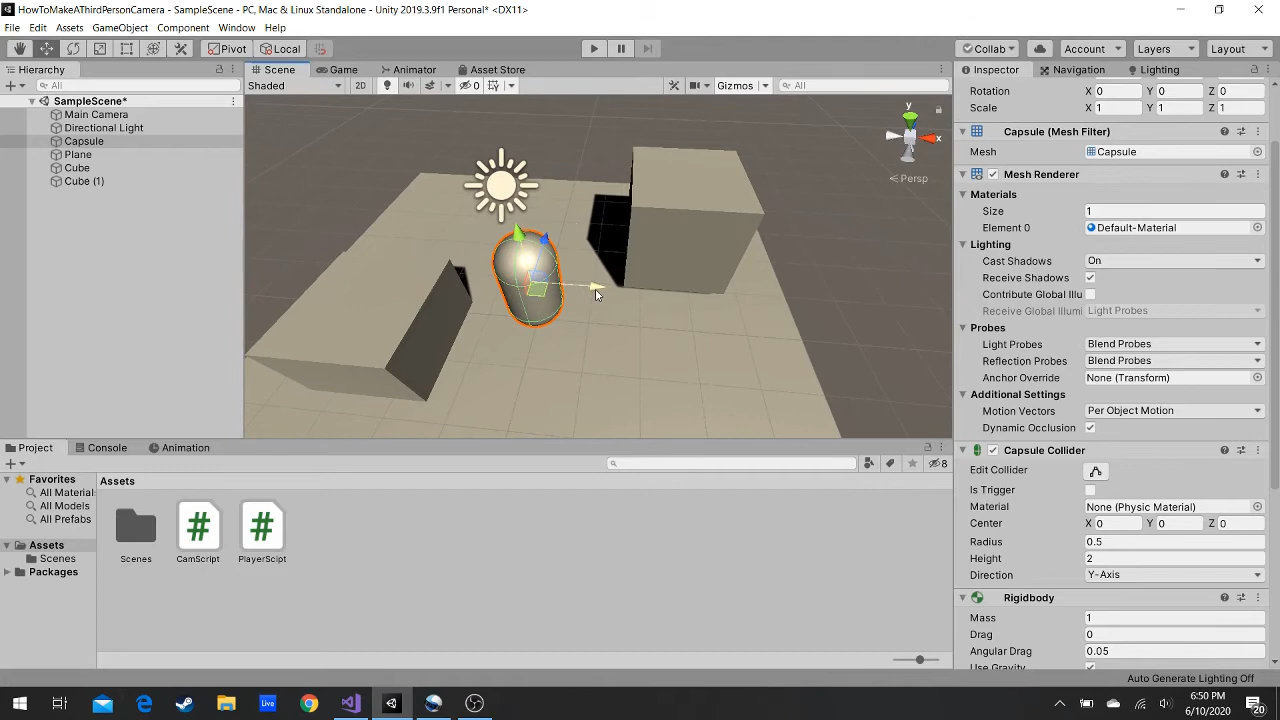 HowToMakeAThirdPersonCamera - SampleScene - PC, Mac & Linux Standalone - Unity 2019.3.9f1 Personal* <DX11>
File Edit Assets GameObject Component Window Help
Pivot Local Collab Account Layers Layout
Hierarchy Scene Game Animator Asset Store Inspector Navigation Lighting
All Shaded 2D 0 Gizmos All
SampleScene*
Main Camera
Directional Light
Capsule
Plane
Cube
Cube (1)
y
x
Persp
Rotation X 0 Y 0 Z 0
Scale X 1 Y 1 Z 1
Capsule (Mesh Filter)
Mesh Capsule
Mesh Renderer
Materials
Size 1
Element 0 Default-Material
Lighting
Cast Shadows On
Receive Shadows
Contribute Global Illu
Receive Global Illumi Light Probes
Probes
Light Probes Blend Probes
Reflection Probes Blend Probes
Anchor Override None (Transform)
Additional Settings
Motion Vectors Per Object Motion
Dynamic Occlusion
Capsule Collider
Edit Collider
Is Trigger
Material None (Physic Material)
Center X 0 Y 0 Z 0
Radius 0.5
Height 2
Direction Y-Axis
Rigidbody
Mass 1
Drag 0
Angular Drag 0.05
Use Gravity
Auto Generate Lighting Off
Project Console Animation
8
Favorites
All Material
All Models
All Prefabs
Assets
Scenes
Packages
Assets
Scenes CamScript PlayerScipt
Live
6:50 PM
6/10/2020
20